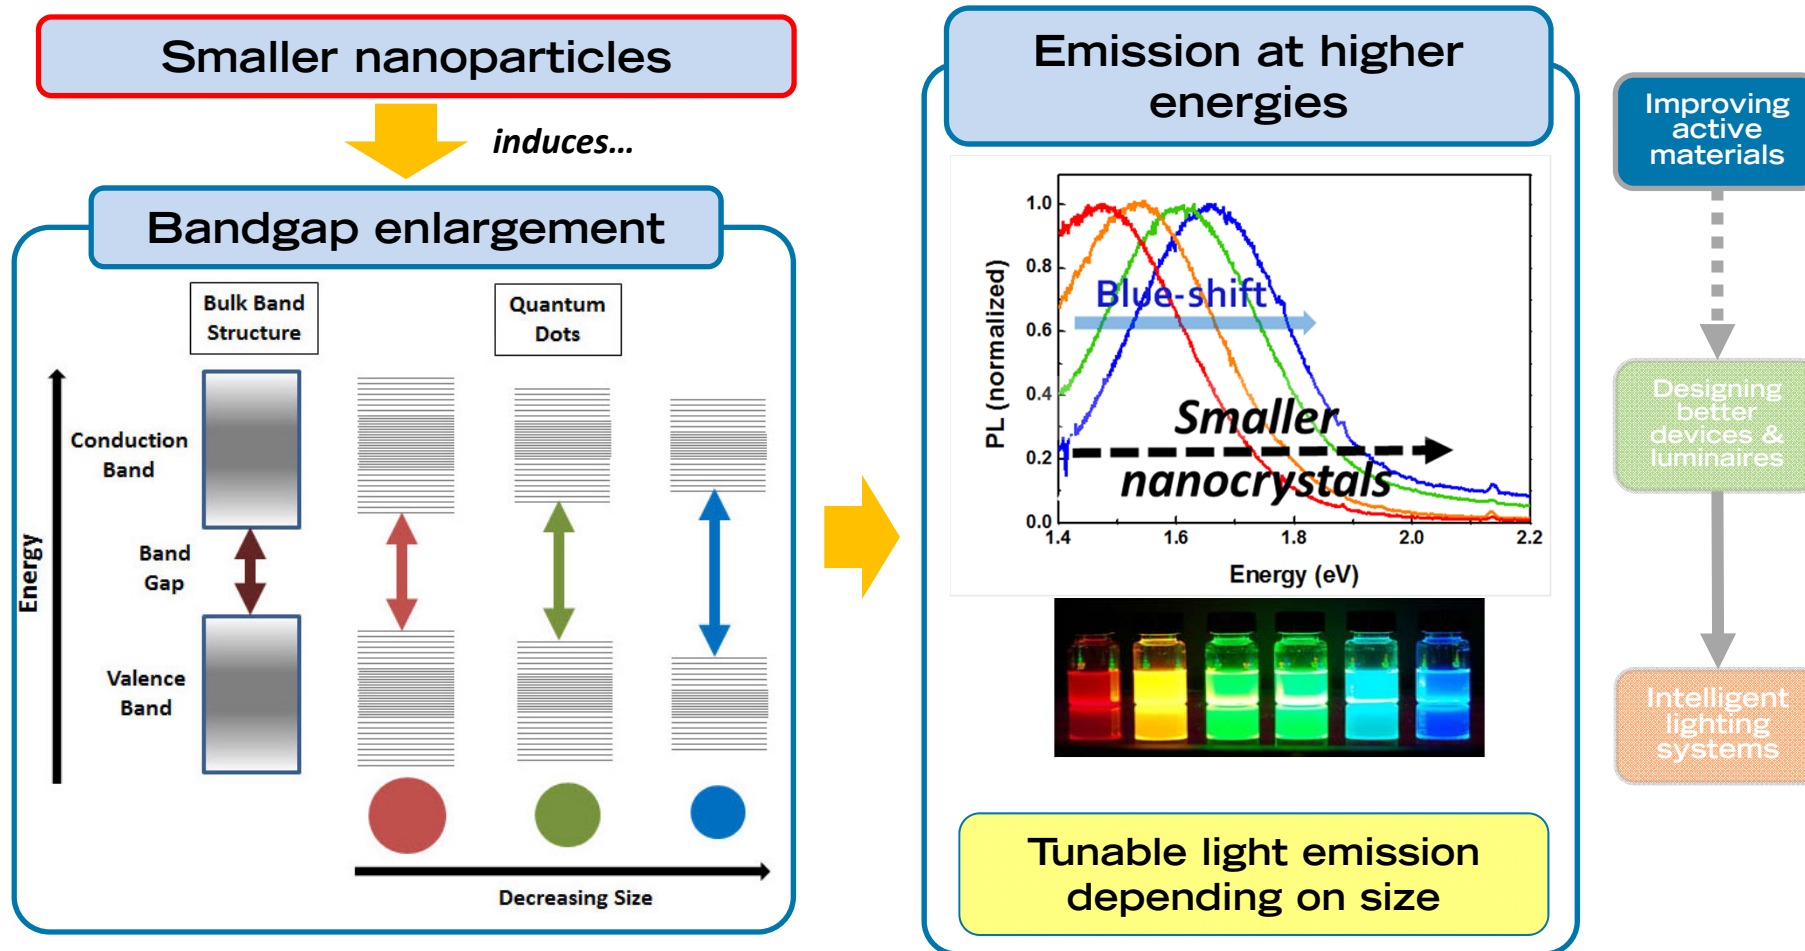 Smaller nanoparticles
induces...
Bandgap enlargement
Bulk Band
Structure
Quantum
Dots
Conduction
Band
Band
Gap
Valence
Band
Energy
Decreasing Size
Emission at higher
energies
PL (normalized)
1.0
0.8
0.6
0.4
0.2
0.0
Blue-shift
Smaller
nanocrystals
1.4
1.6
1.8
2.0
2.2
Energy (eV)
Tunable light emission
depending on size
Improving
active
materials
Designing
better
devices &
luminaires
Intelligent
lighting
systems